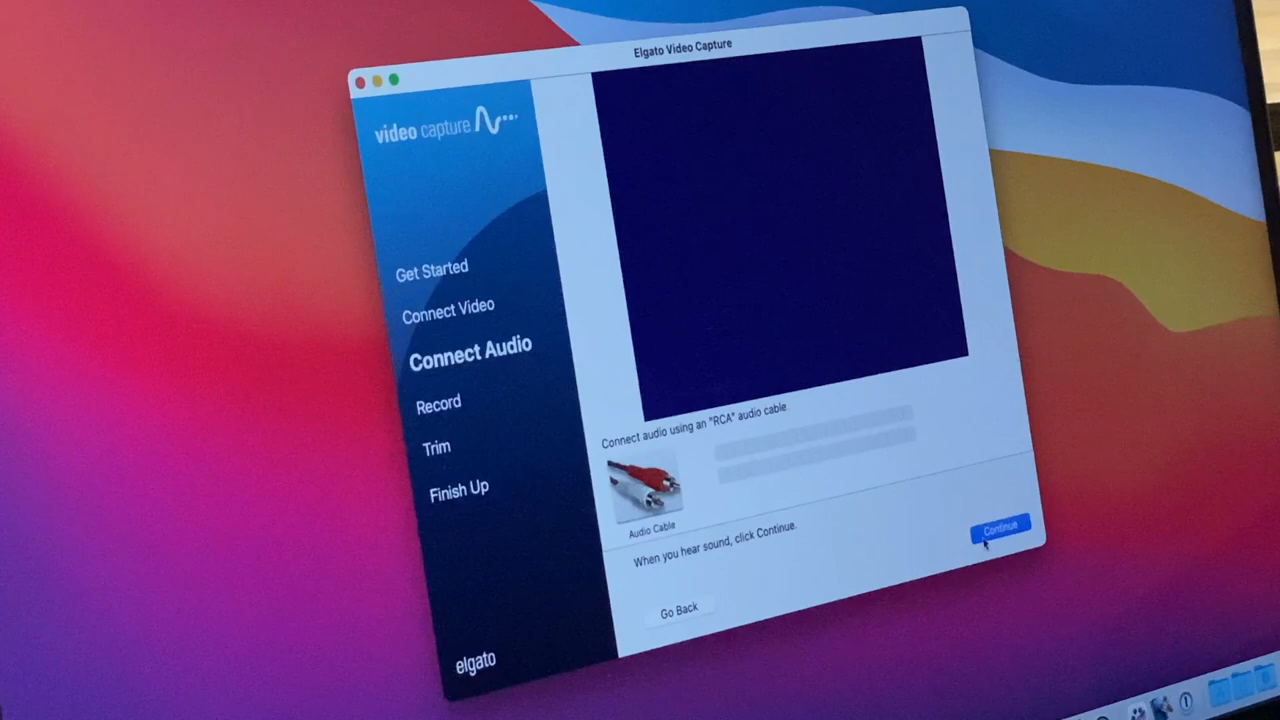 Elgato Video Capture
video capture
Get Started
Connect Video
Connect Audio
Record
Trim
Finish Up
elgato
Connect audio using an "RCA" audio cable.
Audio Cable
When you hear sound, click Continue.
Continue
Go Back